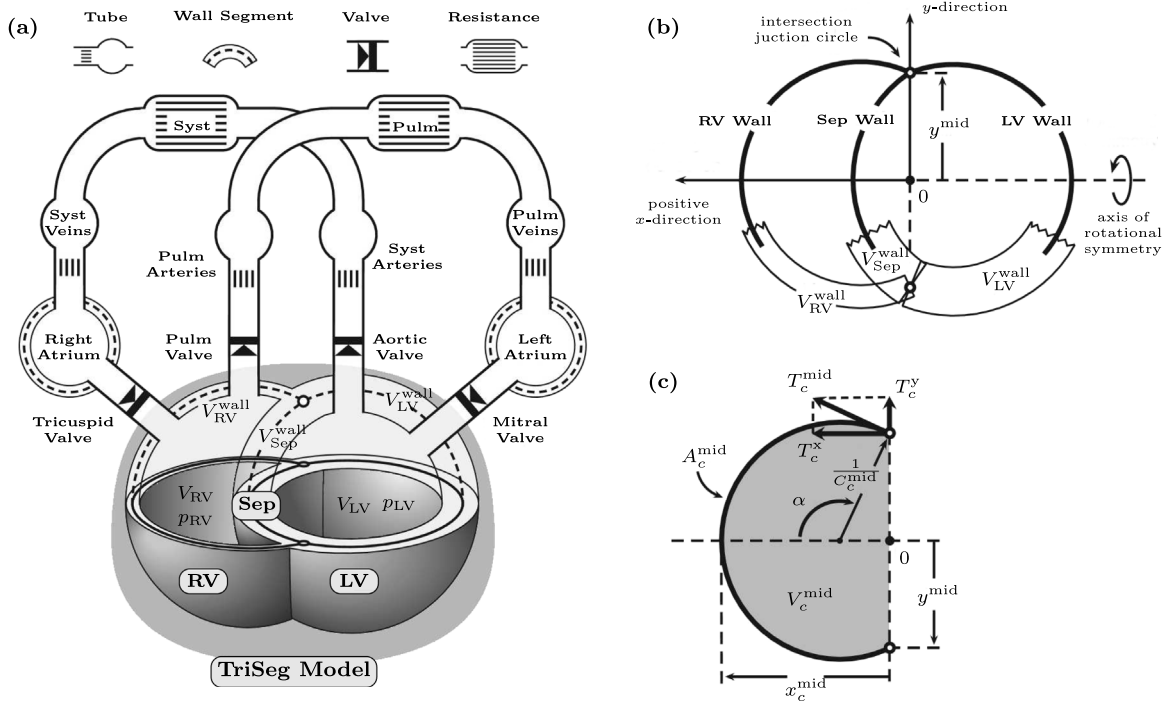 (a)
Tube
Wall Segment
Valve
Resistance
Syst
Pulm
Syst
Veins
Pulm
Veins
Pulm
Arteries
Syst
Arteries
Right
Atrium
Pulm
Valve
Aortic
Valve
Left
Atrium
Tricuspid
Valve
Mitral
Valve
V_RV^wall
V_LV^wall
V_Sep^wall
V_RV
p_RV
Sep
V_LV p_LV
RV
LV
TriSeg Model
(b)
intersection
juction circle
y-direction
RV Wall
Sep Wall
y^mid
LV Wall
0
positive
x-direction
axis of
rotational
symmetry
V_Sep^wall
V_RV^wall
V_LV^wall
(c)
T_c^mid
T_c^y
T_c^x
A_c^mid
1
C_c^mid
α
0
V_c^mid
y^mid
x_c^mid